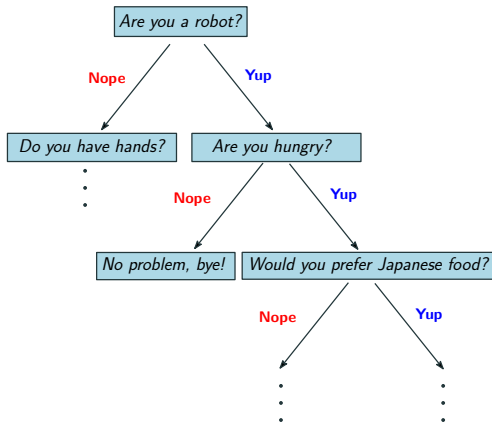 Are you a robot?
Nope
Yup
Do you have hands?
Are you hungry?
Nope
Yup
No problem, bye!
Would you prefer Japanese food?
Nope
Yup